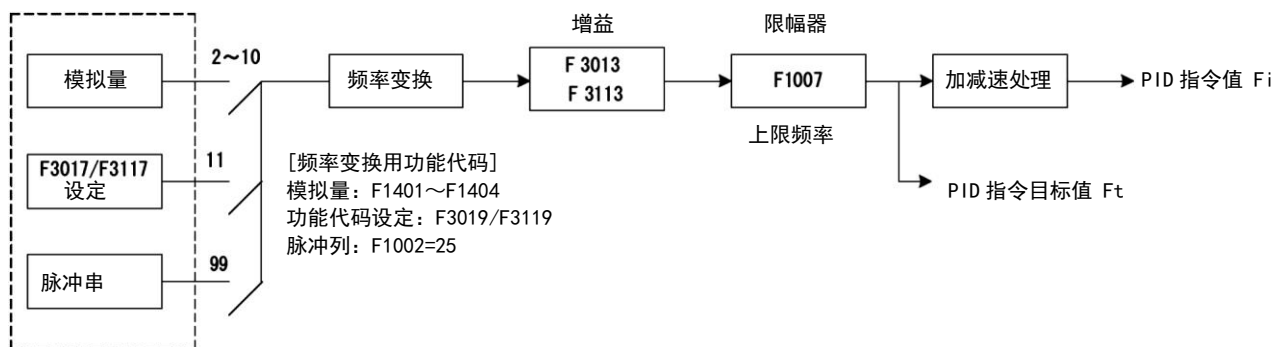 增益
限幅器
2～10
模拟量
频率变换
F 3013
F 3113
F1007
加减速处理
PID 指令值 Fi
上限频率
F3017/F3117
设定
11
[频率变换用功能代码]
模拟量: F1401～F1404
功能代码设定: F3019/F3119
脉冲列: F1002=25
PID 指令目标值 Ft
99
脉冲串